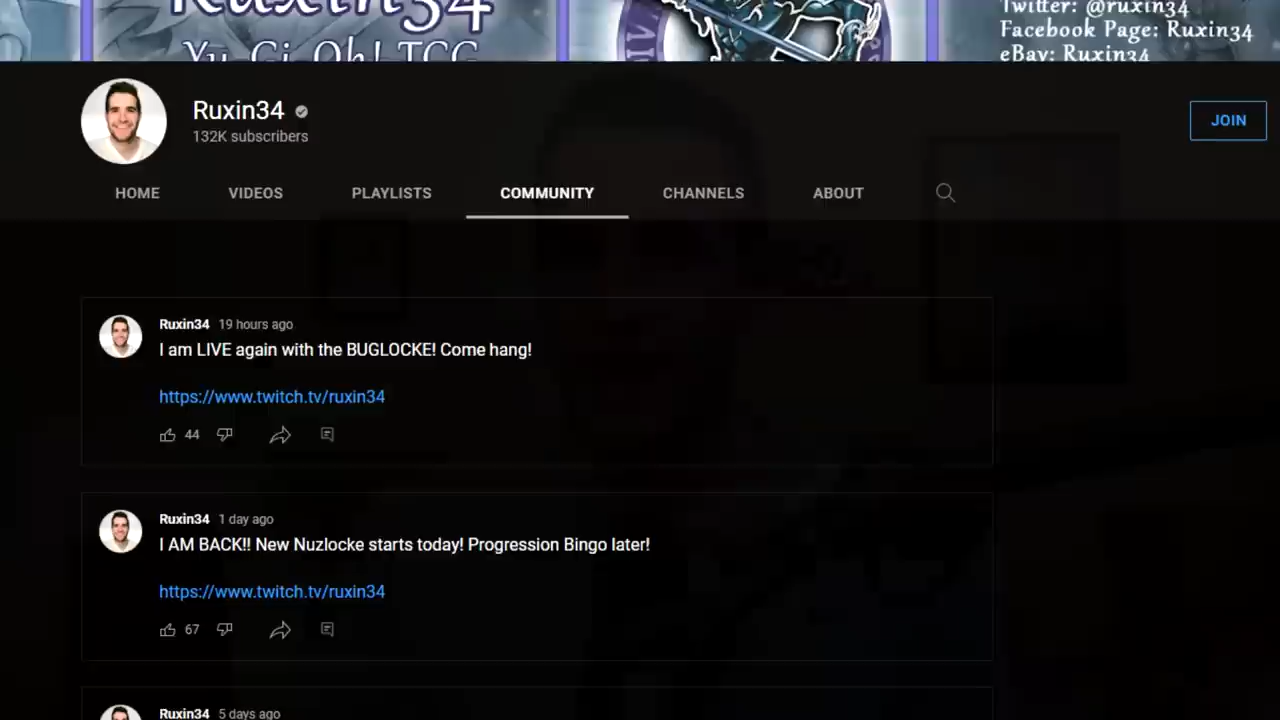 Ruxin34
Yu-Gi-Oh! TCG
Twitter: @ruxin34
Facebook Page: Ruxin34
eBay: Ruxin34
Ruxin34
132K subscribers
JOIN
HOME VIDEOS PLAYLISTS COMMUNITY CHANNELS ABOUT
Ruxin34 19 hours ago
I am LIVE again with the BUGLOCKE! Come hang!
https://www.twitch.tv/ruxin34
44
Ruxin34 1 day ago
I AM BACK!! New Nuzlocke starts today! Progression Bingo later!
https://www.twitch.tv/ruxin34
67
Ruxin34 5 days ago